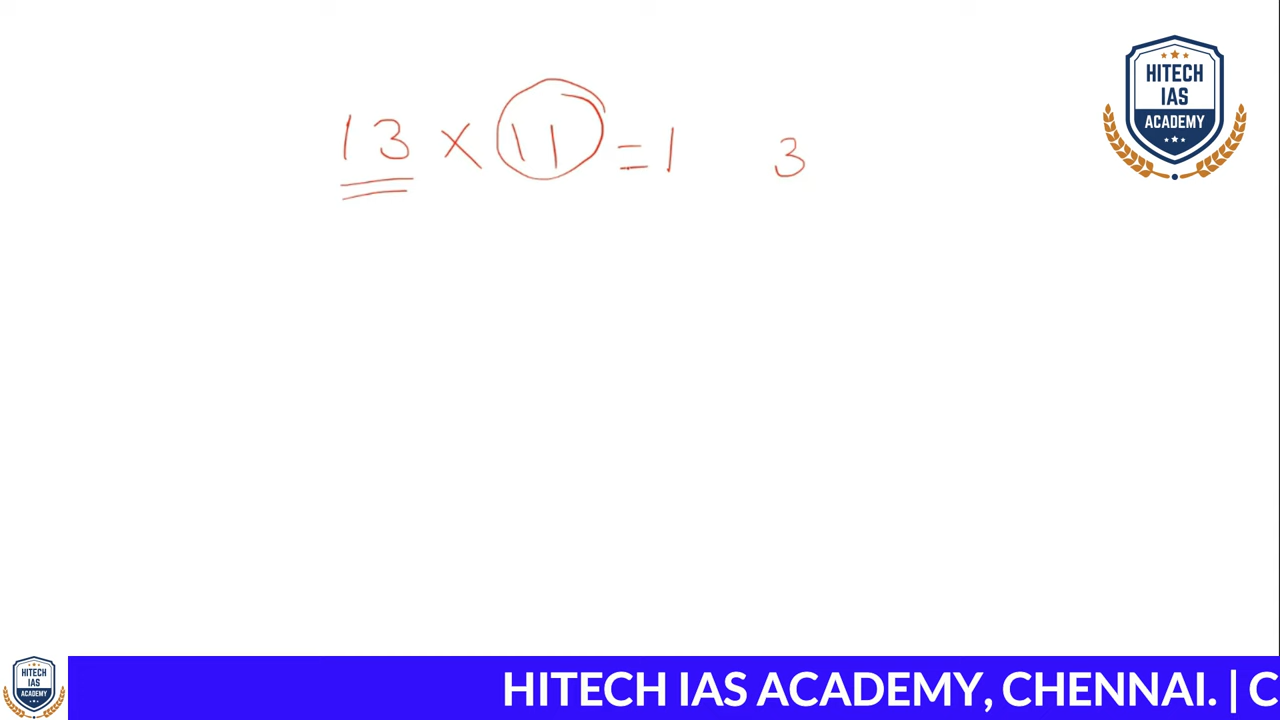 HITECH
IAS
ACADEMY
13 × 11 = 1 3
HITECH
IAS
ACADEMY
HITECH IAS ACADEMY, CHENNAI. | C